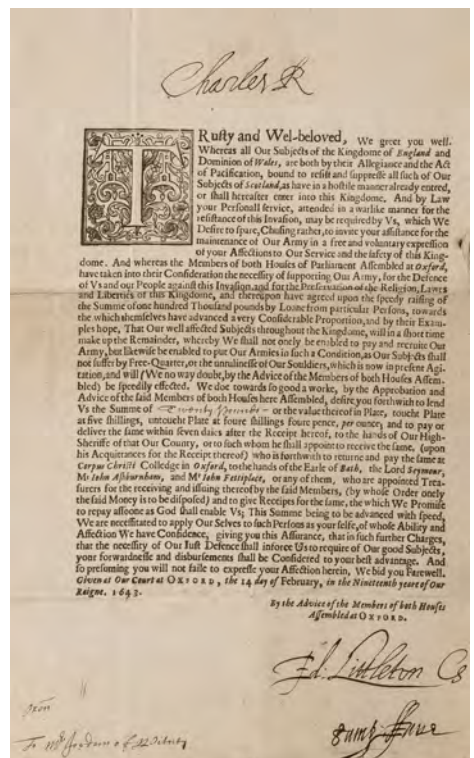 Charles R
TRusty and Wel-beloved, We greet you well.
Whereas all Our Subjects of the Kingdome of England and
Dominion of Wales, are both by their Allegiance and the Act
of Pacification, bound to resist and suppresse all such of Our
Subjects of Scotland, as have in a hostile manner already entred,
or shall hereafter enter into this Kingdome. And by Law
your Personall service, attended in a warlike manner for the
resistance of this Invasion, may be required by Vs, which We
Desire to spare, Chusing rather, to invite your assistance for the
maintenance of Our Army in a free and voluntary expression
of your Affections to Our Service and the safety of this King-
dome. And whereas the Members of both Houses of Parliament Assembled at Oxford,
have taken into their Consideration the necessity of supporting Our Army, for the Defence
of Vs and our People against this Invasion, and for the Preservation of the Religion, Lawes
and Liberties of this Kingdome, and thereupon have agreed upon the speedy raising of
the Summe of one hundred Thousand pounds by Loane from particular Persons, towards
the which themselves have advanced a very Considerable Proportion, and by their Exam-
ples hope, That Our well affected Subjects throughout the Kingdome, will in a short time
make up the Remainder, whereby We shall not onely be enabled to pay and recruit Our
Army, but likewise be enabled to put Our Armies in such a Condition, as Our Subjects shall
not suffer by Free-Quarter, or the unrulinesse of Our Souldiers, which is now in present Agi-
tation, and will (We no way doubt, by the Advice of the Members of both Houses Assem-
bled) be speedily effected. We doe towards so good a worke, by the Approbation and
Advice of the said Members of both Houses here Assembled, desire you forthwith to lend
Vs the Summe of Twenty Pounds or the value thereof in Plate, toucht Plate
at five shillings, untoucht Plate at foure shillings foure pence, per ounce; and to pay or
deliver the same within seven daies after the Receipt hereof, to the hands of Our High-
Sheriffe of that Our County, or to such whom he shall appoint to receive the same, (upon
his Acquittances for the Receipt thereof) who is forthwith to returne and pay the same at
Corpus Christi Colledge in Oxford, to the hands of the Earle of Bath, the Lord Seymour,
Mr John Ashburnham, and Mr John Fettiplace, or any of them, who are appointed Trea-
surers for the receiving and issuing thereof by the said Members, (by whose Order onely
the said Money is to be disposed) and to give Receipts for the same, the which We Promise
to repay assoone as God shall enable Vs; This Summe being to be advanced with speed,
We are necessitated to apply Our Selves to such Persons as your selfe, of whose Ability and
Affection We have Confidence, giving you this Assurance, that in such further Charges,
that the necessity of Our Iust Defence shall inforce Us to require of Our good Subjects,
your forwardnesse and disbursements shall be Considered to your best advantage. And
so presuming you will not faile to expresse your Affection herein, We bid you Farewell.
Given at Our Court at OXFORD, the 14 day of February, in the Nineteenth yeere of Our
Raigne. 1643.
By the Advice of the Members of both Houses
Assembled at OXFORD.
Ed. Littleton CS
Oxon
To Mr